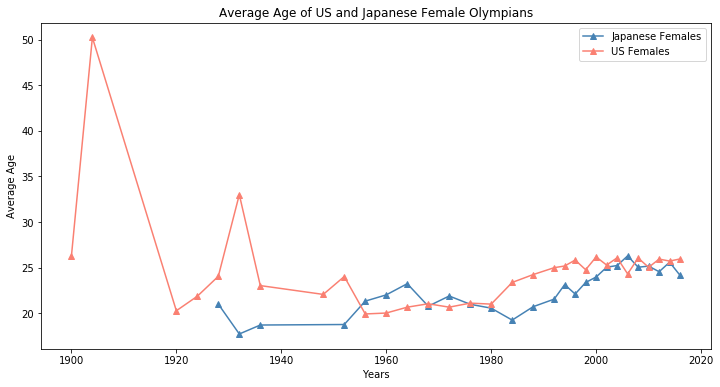 Average Age of US and Japanese Female Olympians
Japanese Females
US Females
Average Age
50
45
40
35
30
25
20
1900
1920
1940
1960
1980
2000
2020
Years